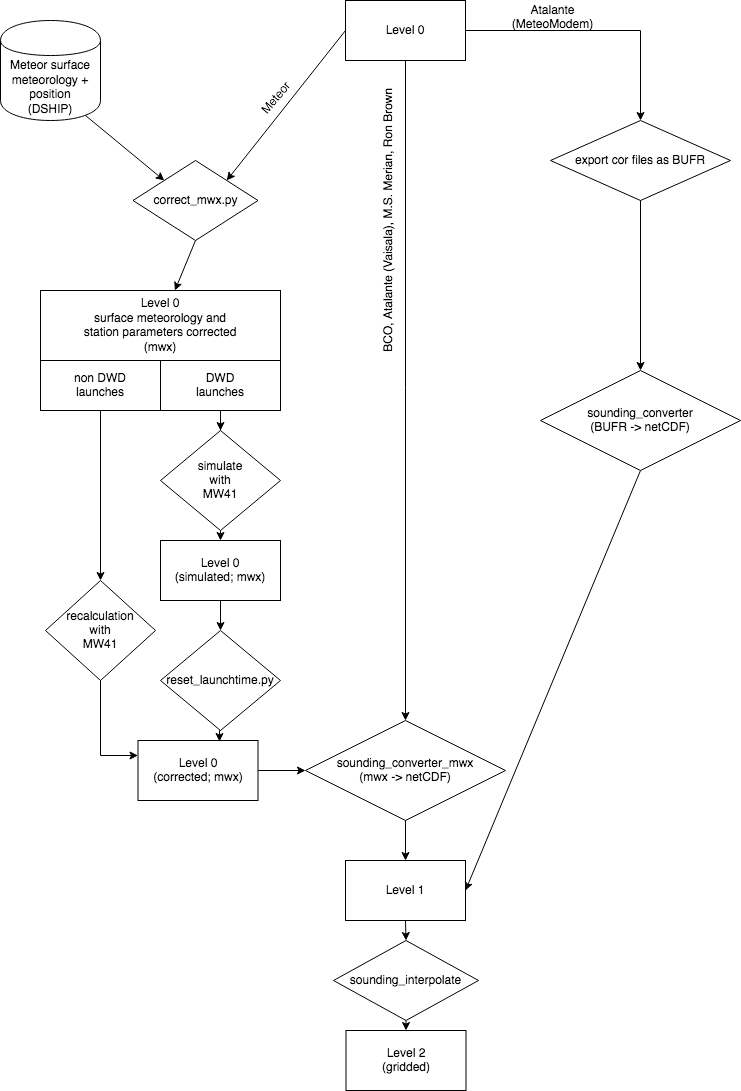 Atalante
(MeteoModem)
Level 0
Meteor surface
meteorology +
position
(DSHIP)
Meteor
BCO, Atalante (Vaisala), M.S. Merian, Ron Brown
export cor files as BUFR
correct_mwx.py
Level 0
surface meteorology and
station parameters corrected
(mwx)
non DWD
launches
DWD
launches
sounding_converter
(BUFR -> netCDF)
simulate
with
MW41
Level 0
(simulated; mwx)
recalculation
with
MW41
reset_launchtime.py
Level 0
(corrected; mwx)
sounding_converter_mwx
(mwx -> netCDF)
Level 1
sounding_interpolate
Level 2
(gridded)